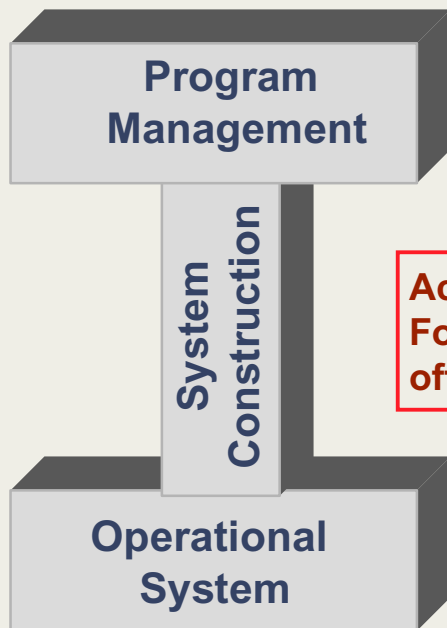 Program
Management
System
Construction
Operational
System